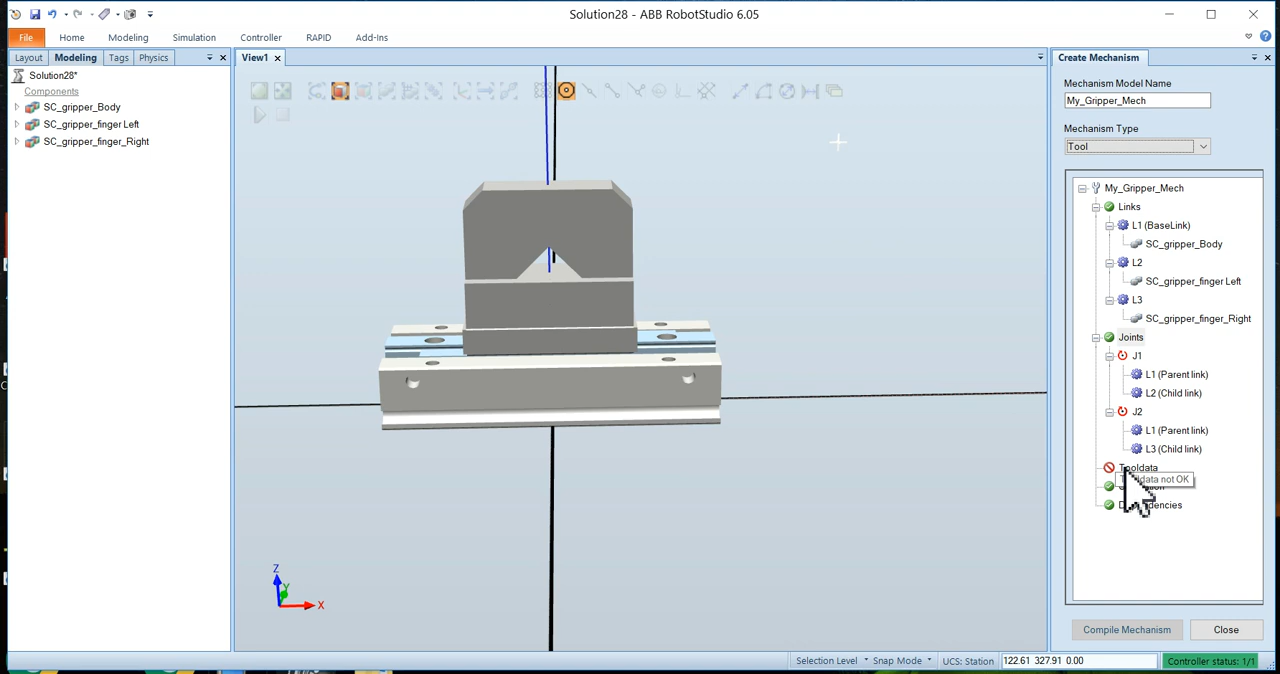 Solution28 - ABB RobotStudio 6.05
File Home Modeling Simulation Controller RAPID Add-Ins
Layout Modeling Tags Physics
View1
Create Mechanism
Solution28*
Components
SC_gripper_Body
SC_gripper_finger Left
SC_gripper_finger_Right
Z
Y
X
Mechanism Model Name
My_Gripper_Mech
Mechanism Type
Tool
My_Gripper_Mech
Links
L1 (BaseLink)
SC_gripper_Body
L2
SC_gripper_finger Left
L3
SC_gripper_finger_Right
Joints
J1
L1 (Parent link)
L2 (Child link)
J2
L1 (Parent link)
L3 (Child link)
Tooldata
not OK
Compile Mechanism Close
Selection Level Snap Mode UCS: Station 122.61 327.91 0.00 Controller status: 1/1